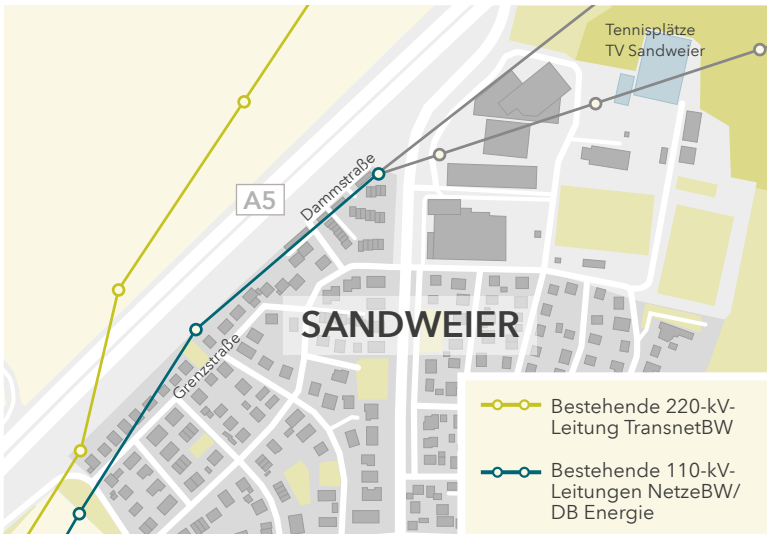 Tennisplätze
TV Sandweier
Dammstraße
A5
SANDWEIER
Grenzstraße
Bestehende 220-kV-
Leitung TransnetBW
Bestehende 110-kV-
Leitungen NetzeBW/
DB Energie